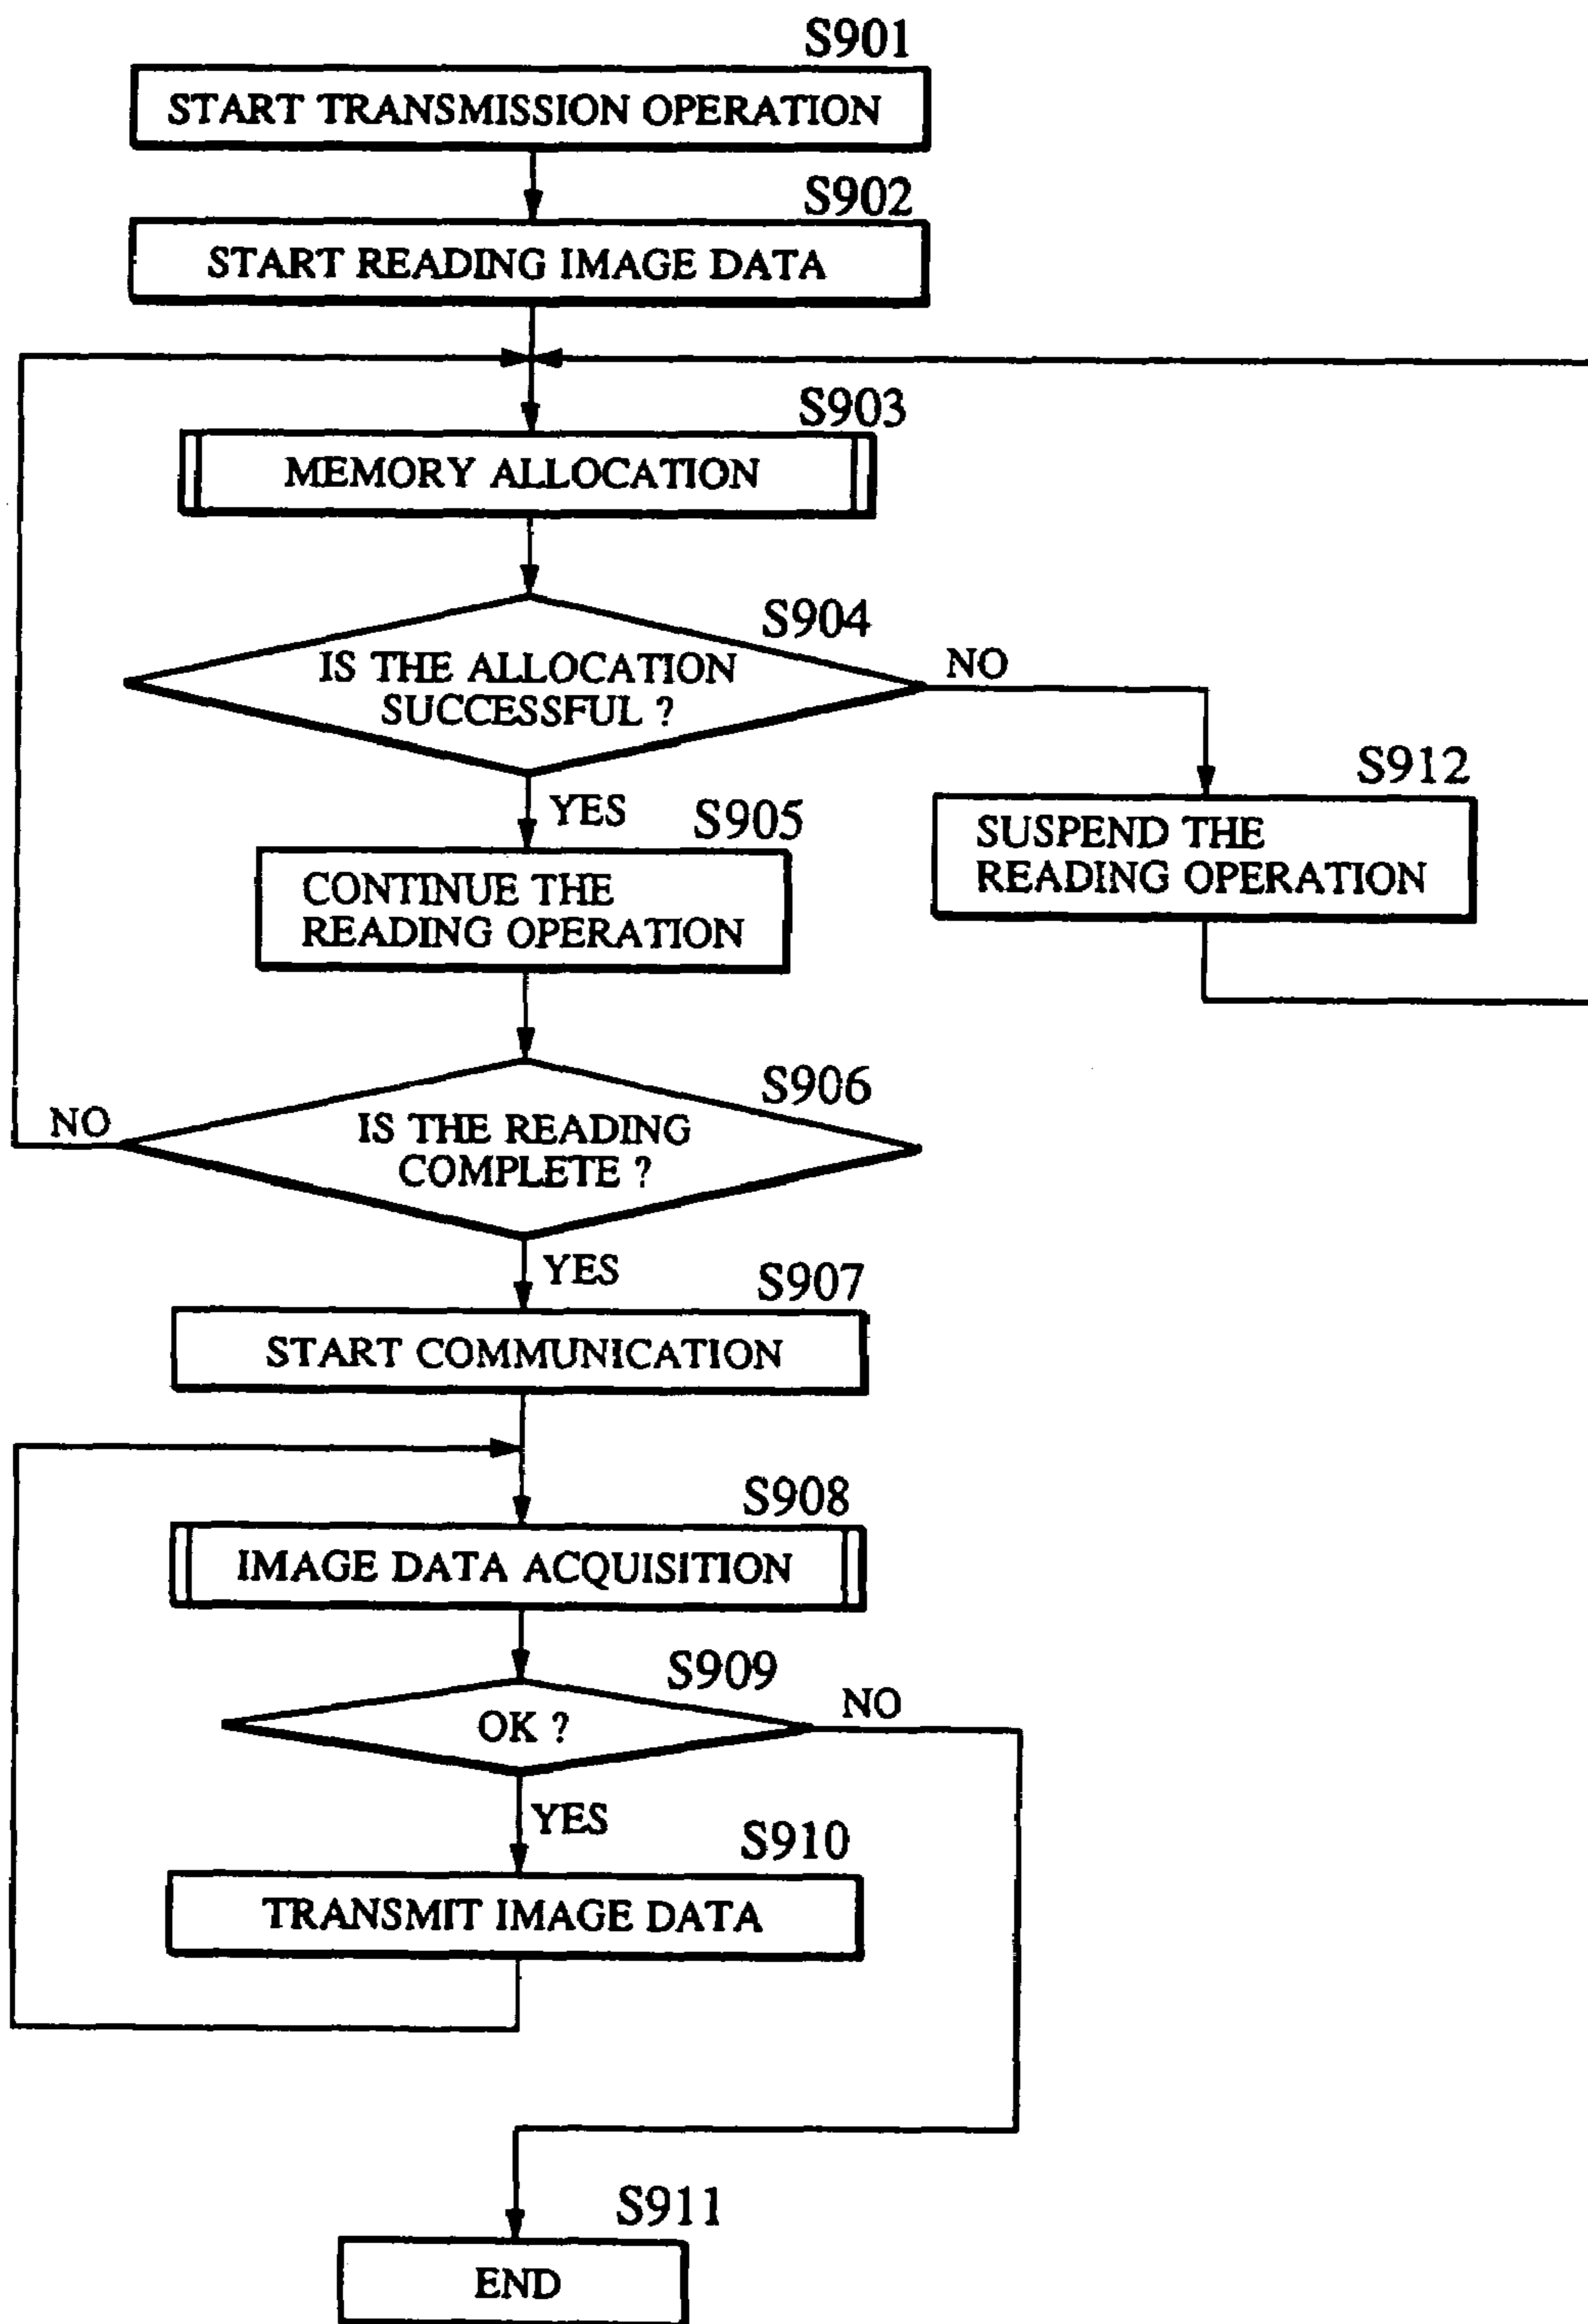 S901
START TRANSMISSION OPERATION
S902
START READING IMAGE DATA
S903
MEMORY ALLOCATION
S904
IS THE ALLOCATION
SUCCESSFUL ?
NO
YES
S912
SUSPEND THE
READING OPERATION
S905
CONTINUE THE
READING OPERATION
S906
IS THE READING
COMPLETE ?
NO
YES
S907
START COMMUNICATION
S908
IMAGE DATA ACQUISITION
S909
OK ?
NO
YES
S910
TRANSMIT IMAGE DATA
S911
END